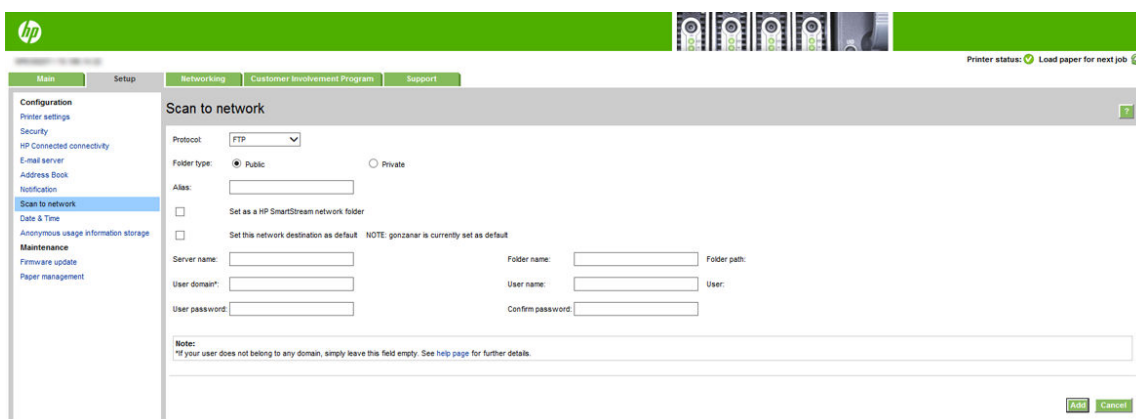 hp
Printer status: Load paper for next job
Main Setup Networking Customer Involvement Program Support
Configuration
Printer settings
Security
HP Connected connectivity
E-mail server
Address Book
Notification
Scan to network
Date & Time
Anonymous usage information storage
Maintenance
Firmware update
Paper management
Scan to network
?
Protocol: FTP
Folder type: Public Private
Alias:
Set as a HP SmartStream network folder
Set this network destination as default NOTE: gonzanar is currently set as default
Server name: Folder name: Folder path:
User domain*: User name: User:
User password: Confirm password:
Note:
*If your user does not belong to any domain, simply leave this field empty. See help page for further details.
Add Cancel